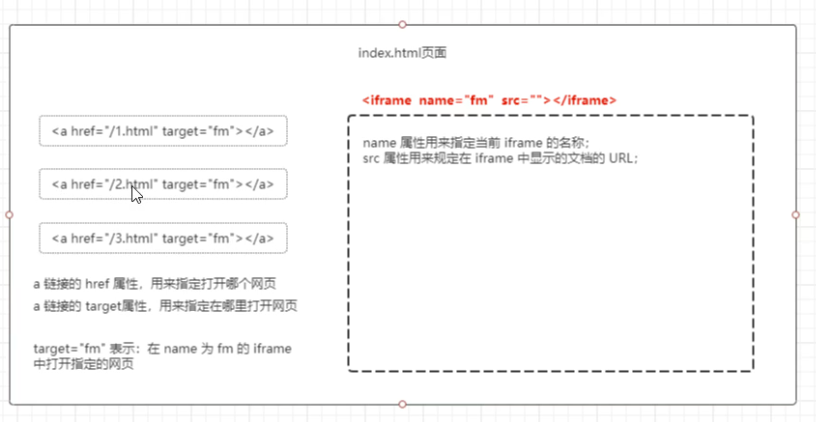 index.html页面
<iframe name="fm" src=""></iframe>
<a href="/1.html" target="fm"></a>
<a href="/2.html" target="fm"></a>
<a href="/3.html" target="fm"></a>
a 链接的 href 属性，用来指定打开哪个网页
a 链接的 target属性，用来指定在哪里打开网页
target="fm" 表示：在 name 为 fm 的 iframe
中打开指定的网页
name 属性用来指定当前 iframe 的名称；
src 属性用来规定在 iframe 中显示的文档的 URL；